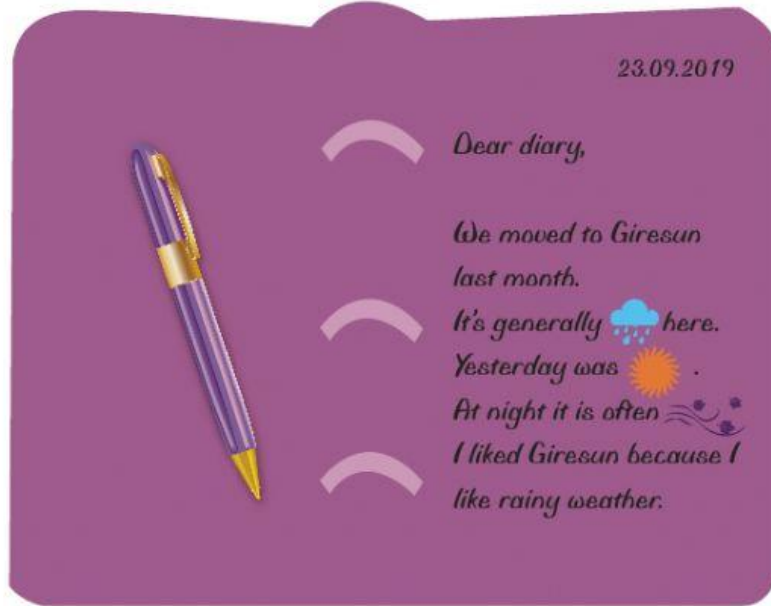 23.09.2019
Dear diary,
We moved to Giresun
last month.
It's generally here.
Yesterday was .
At night it is often
I liked Giresun because I
like rainy weather.